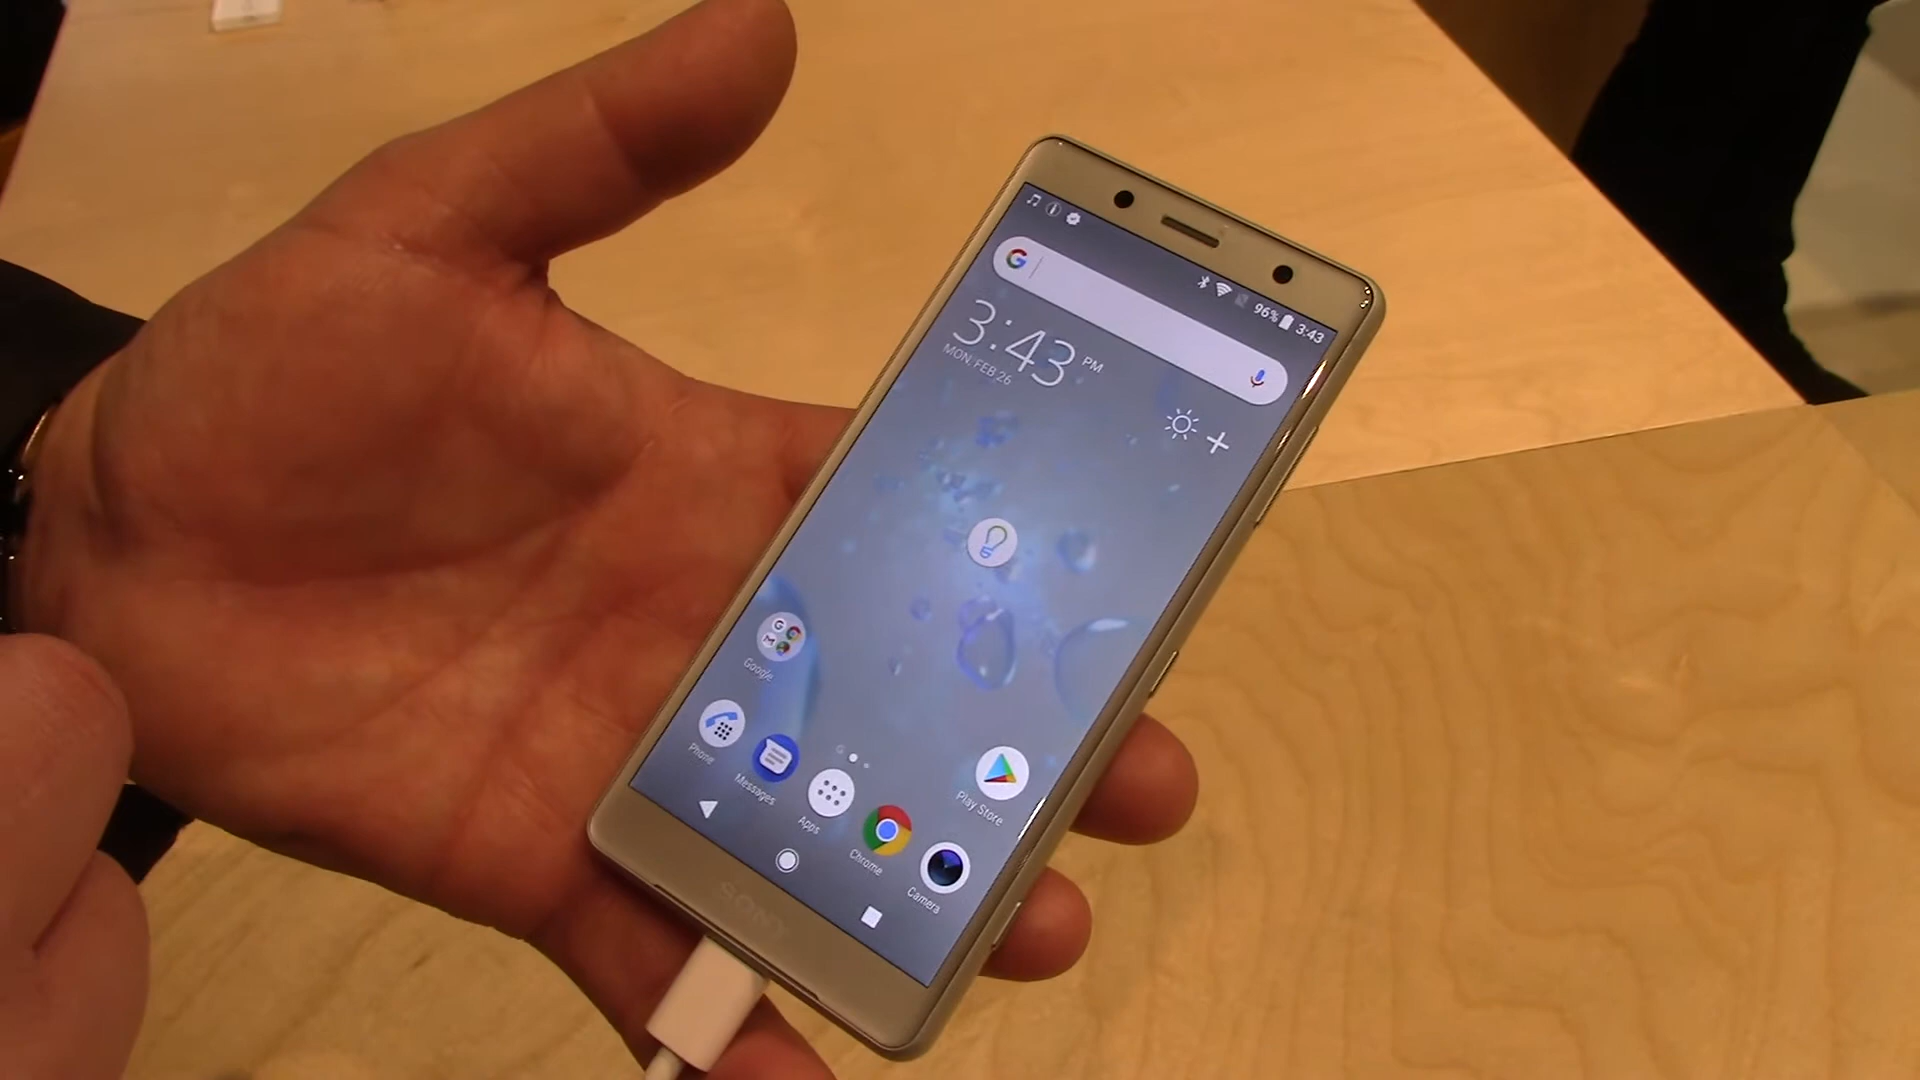 96% 3:43
3:43 PM
MON, FEB 26
Google
Phone
Messages
Apps
Chrome
Camera
Play Store
SONY